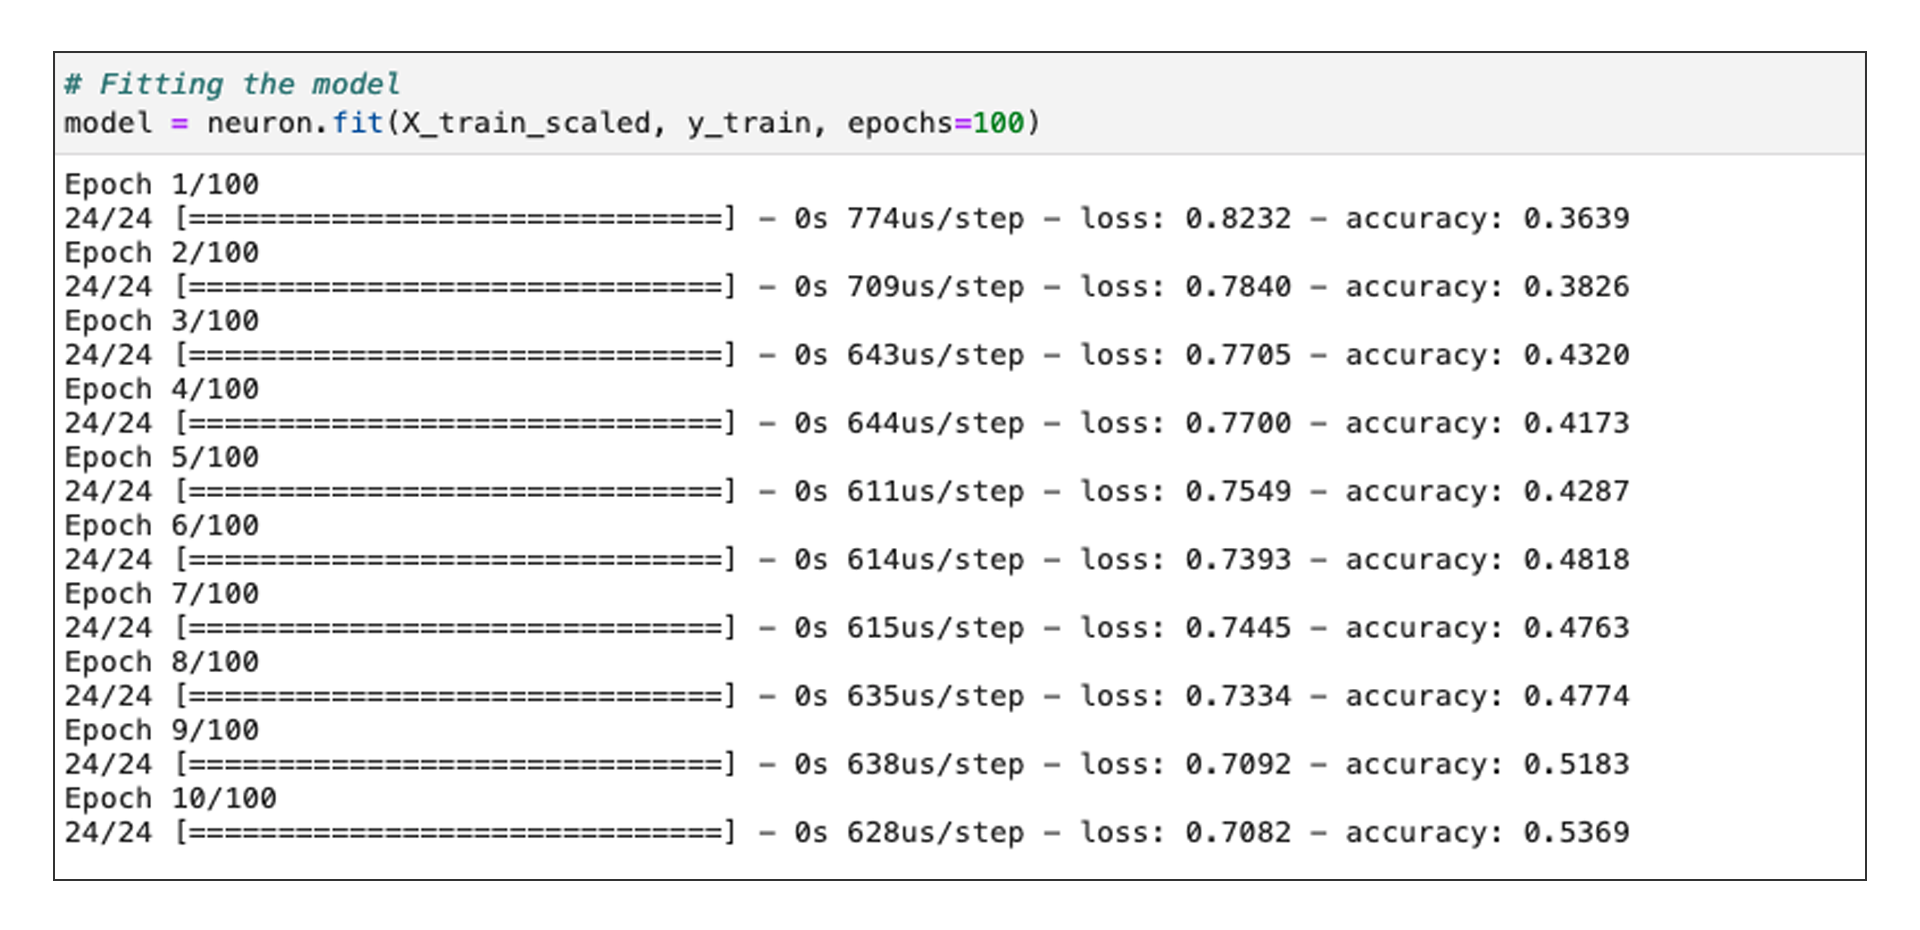 # Fitting the model
model = neuron.fit(X_train_scaled, y_train, epochs=100)
Epoch 1/100
24/24 [==============================] - 0s 774us/step - loss: 0.8232 - accuracy: 0.3639
Epoch 2/100
24/24 [==============================] - 0s 709us/step - loss: 0.7840 - accuracy: 0.3826
Epoch 3/100
24/24 [==============================] - 0s 643us/step - loss: 0.7705 - accuracy: 0.4320
Epoch 4/100
24/24 [==============================] - 0s 644us/step - loss: 0.7700 - accuracy: 0.4173
Epoch 5/100
24/24 [==============================] - 0s 611us/step - loss: 0.7549 - accuracy: 0.4287
Epoch 6/100
24/24 [==============================] - 0s 614us/step - loss: 0.7393 - accuracy: 0.4818
Epoch 7/100
24/24 [==============================] - 0s 615us/step - loss: 0.7445 - accuracy: 0.4763
Epoch 8/100
24/24 [==============================] - 0s 635us/step - loss: 0.7334 - accuracy: 0.4774
Epoch 9/100
24/24 [==============================] - 0s 638us/step - loss: 0.7092 - accuracy: 0.5183
Epoch 10/100
24/24 [==============================] - 0s 628us/step - loss: 0.7082 - accuracy: 0.5369